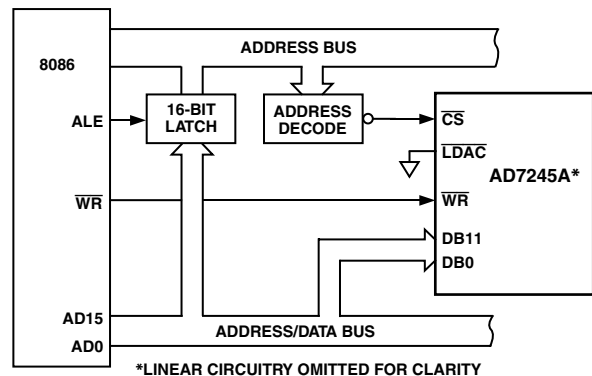 ADDRESS BUS
8086
16-BIT
LATCH
ADDRESS
DECODE
ALE
CS
LDAC
AD7245A*
WR
WR
DB11
DB0
AD15
ADDRESS/DATA BUS
AD0
*LINEAR CIRCUITRY OMITTED FOR CLARITY